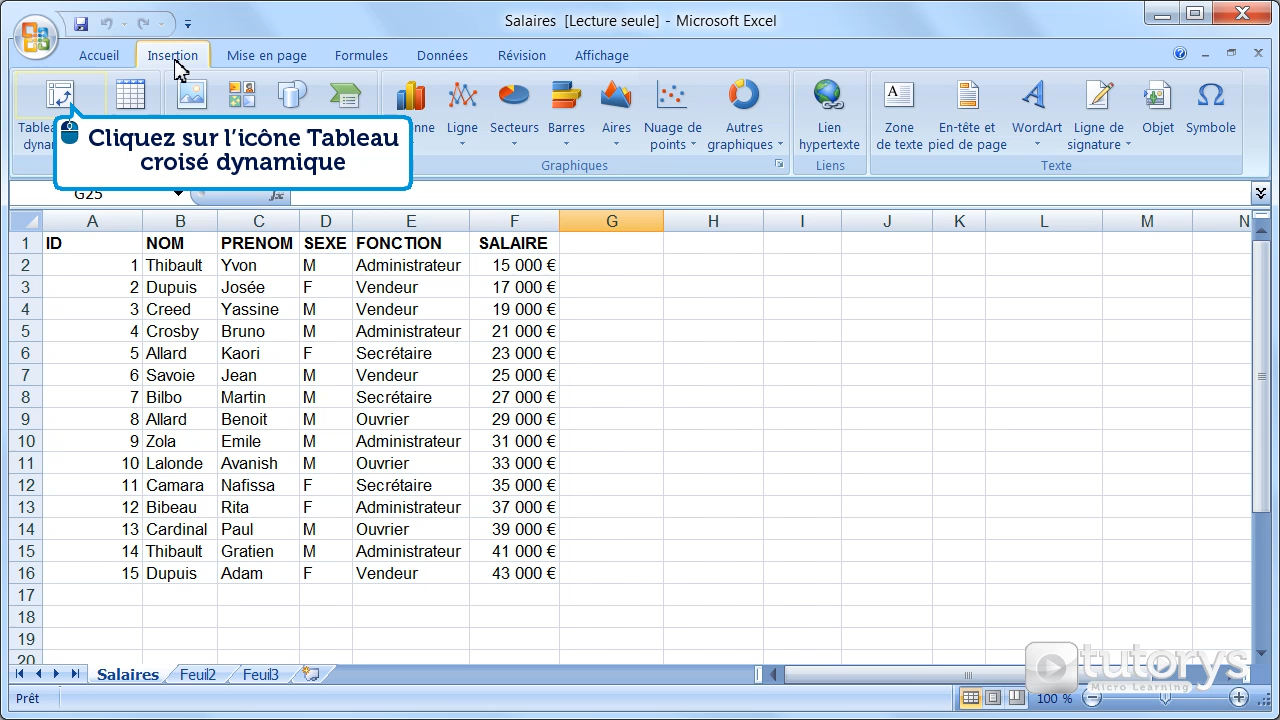 Salaires [Lecture seule] - Microsoft Excel
Accueil Insertion Mise en page Formules Données Révision Affichage
Ligne Secteurs Barres Aires Nuage de points Autres graphiques
Lien hypertexte
Zone de texte En-tête et pied de page WordArt Ligne de signature Objet Symbole
Graphiques Liens Texte
Cliquez sur l'icône Tableau
croisé dynamique
G25 fx
A B C D E F G H I J K L M N
1 ID NOM PRENOM SEXE FONCTION SALAIRE
2 1 Thibault Yvon M Administrateur 15 000 €
3 2 Dupuis Josée F Vendeur 17 000 €
4 3 Creed Yassine M Vendeur 19 000 €
5 4 Crosby Bruno M Administrateur 21 000 €
6 5 Allard Kaori F Secrétaire 23 000 €
7 6 Savoie Jean M Vendeur 25 000 €
8 7 Bilbo Martin M Secrétaire 27 000 €
9 8 Allard Benoit M Ouvrier 29 000 €
10 9 Zola Emile M Administrateur 31 000 €
11 10 Lalonde Avanish M Ouvrier 33 000 €
12 11 Camara Nafissa F Secrétaire 35 000 €
13 12 Bibeau Rita F Administrateur 37 000 €
14 13 Cardinal Paul M Ouvrier 39 000 €
15 14 Thibault Gratien M Administrateur 41 000 €
16 15 Dupuis Adam F Vendeur 43 000 €
17
18
19
20
Salaires Feuil2 Feuil3
tutorys
Micro Learning
Prêt 100 %